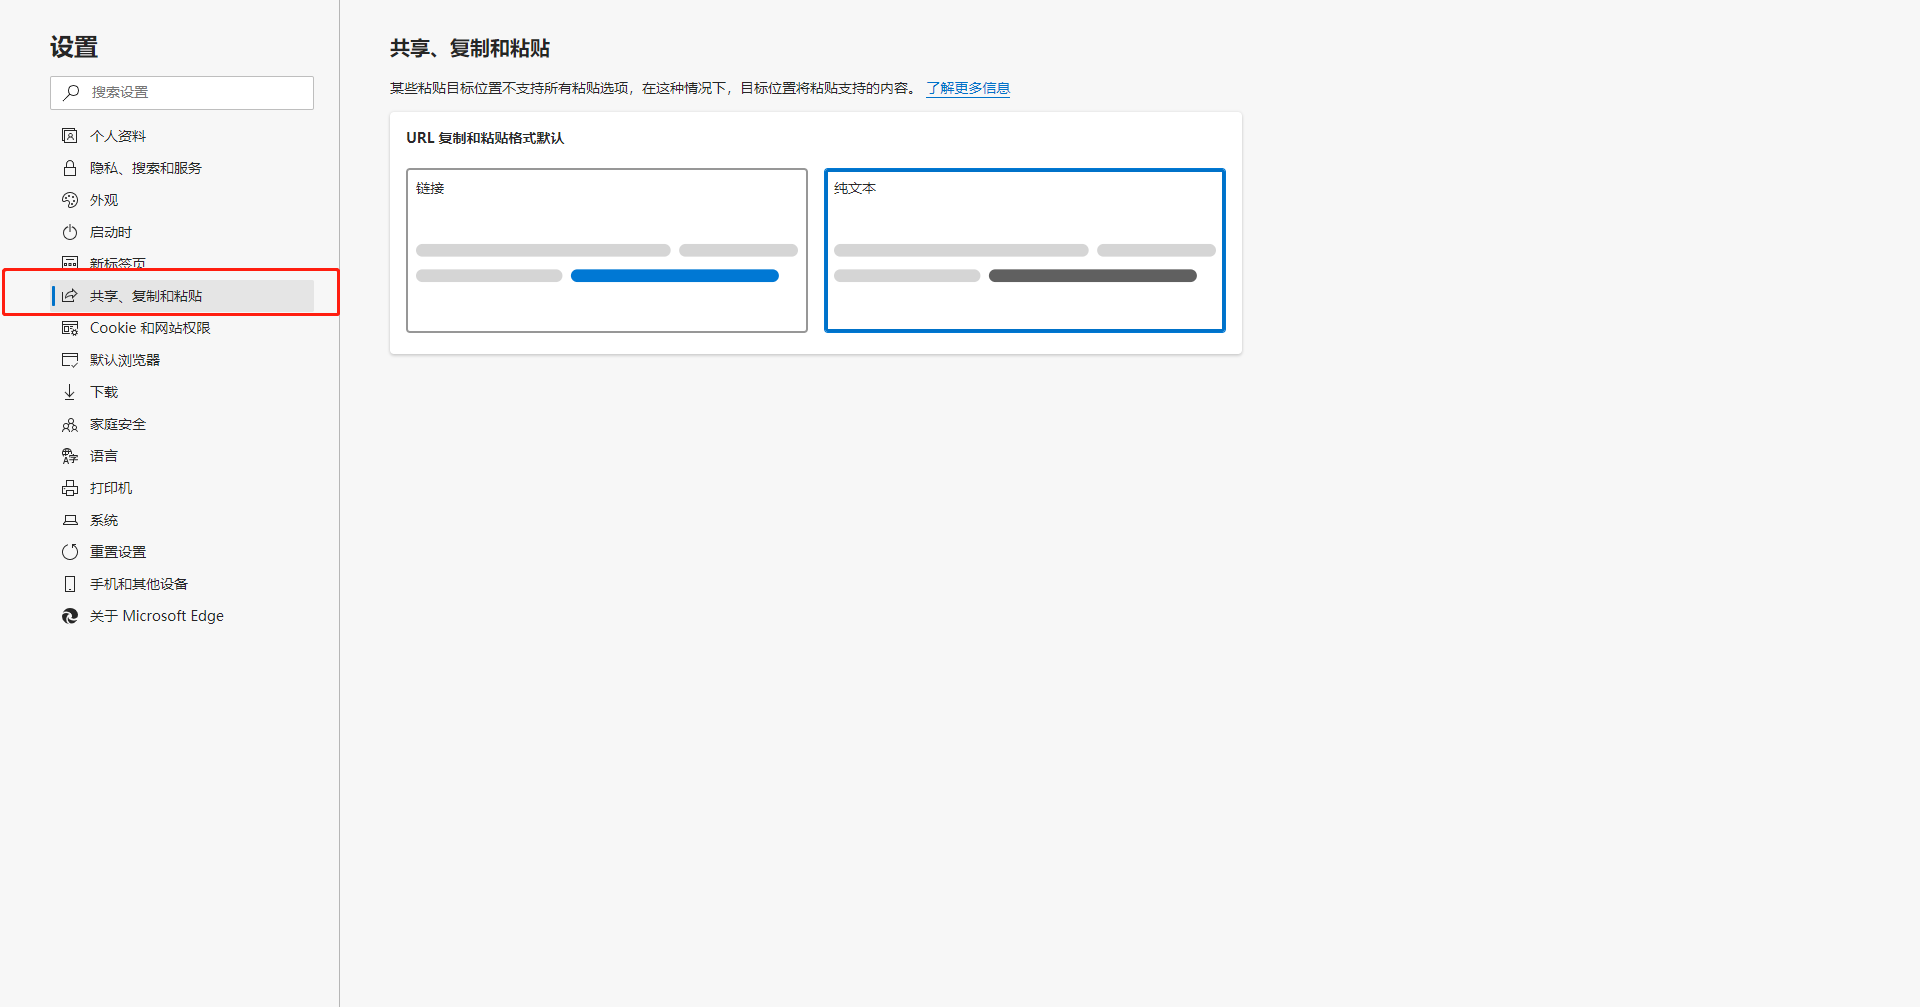 设置
搜索设置
个人资料
隐私、搜索和服务
外观
启动时
新标签页
共享、复制和粘贴
Cookie 和网站权限
默认浏览器
下载
家庭安全
语言
打印机
系统
重置设置
手机和其他设备
关于 Microsoft Edge
共享、复制和粘贴
某些粘贴目标位置不支持所有粘贴选项，在这种情况下，目标位置将粘贴支持的内容。 了解更多信息
URL 复制和粘贴格式默认
链接
纯文本